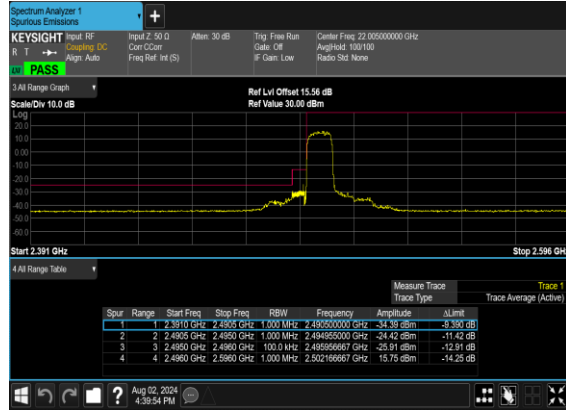 Spectrum Analyzer 1
Spurious Emissions
+
KEYSIGHT Input: RF Input Z: 50 Ω Atten: 30 dB Trig: Free Run Center Freq: 22.005000000 GHz
R T Coupling: DC Corr CCorr Gate: Off Avg|Hold: 100/100
Align: Auto Freq Ref: Int (S) IF Gain: Low Radio Std: None
PASS
3 All Range Graph
Ref Lvl Offset 15.56 dB
Scale/Div 10.0 dB Ref Value 30.00 dBm
Log
20.0
10.0
0.00
-10.0
-20.0
-30.0
-40.0
-50.0
-60.0
Start 2.391 GHz Stop 2.596 GH
4 All Range Table
Measure Trace Trace 1
Trace Type Trace Average (Active)
Spur Range Start Freq Stop Freq RBW Frequency Amplitude ΔLimit
1 1 2.3910 GHz 2.4905 GHz 1.000 MHz 2.490500000 GHz -34.39 dBm -9.390 dB
2 2 2.4905 GHz 2.4950 GHz 1.000 MHz 2.494955000 GHz -24.42 dBm -11.42 dB
3 3 2.4950 GHz 2.4960 GHz 100.0 kHz 2.495956667 GHz -25.91 dBm -12.91 dB
4 4 2.4960 GHz 2.5960 GHz 1.000 MHz 2.502166667 GHz 15.75 dBm -14.25 dB
? Aug 02, 2024
4:39:54 PM